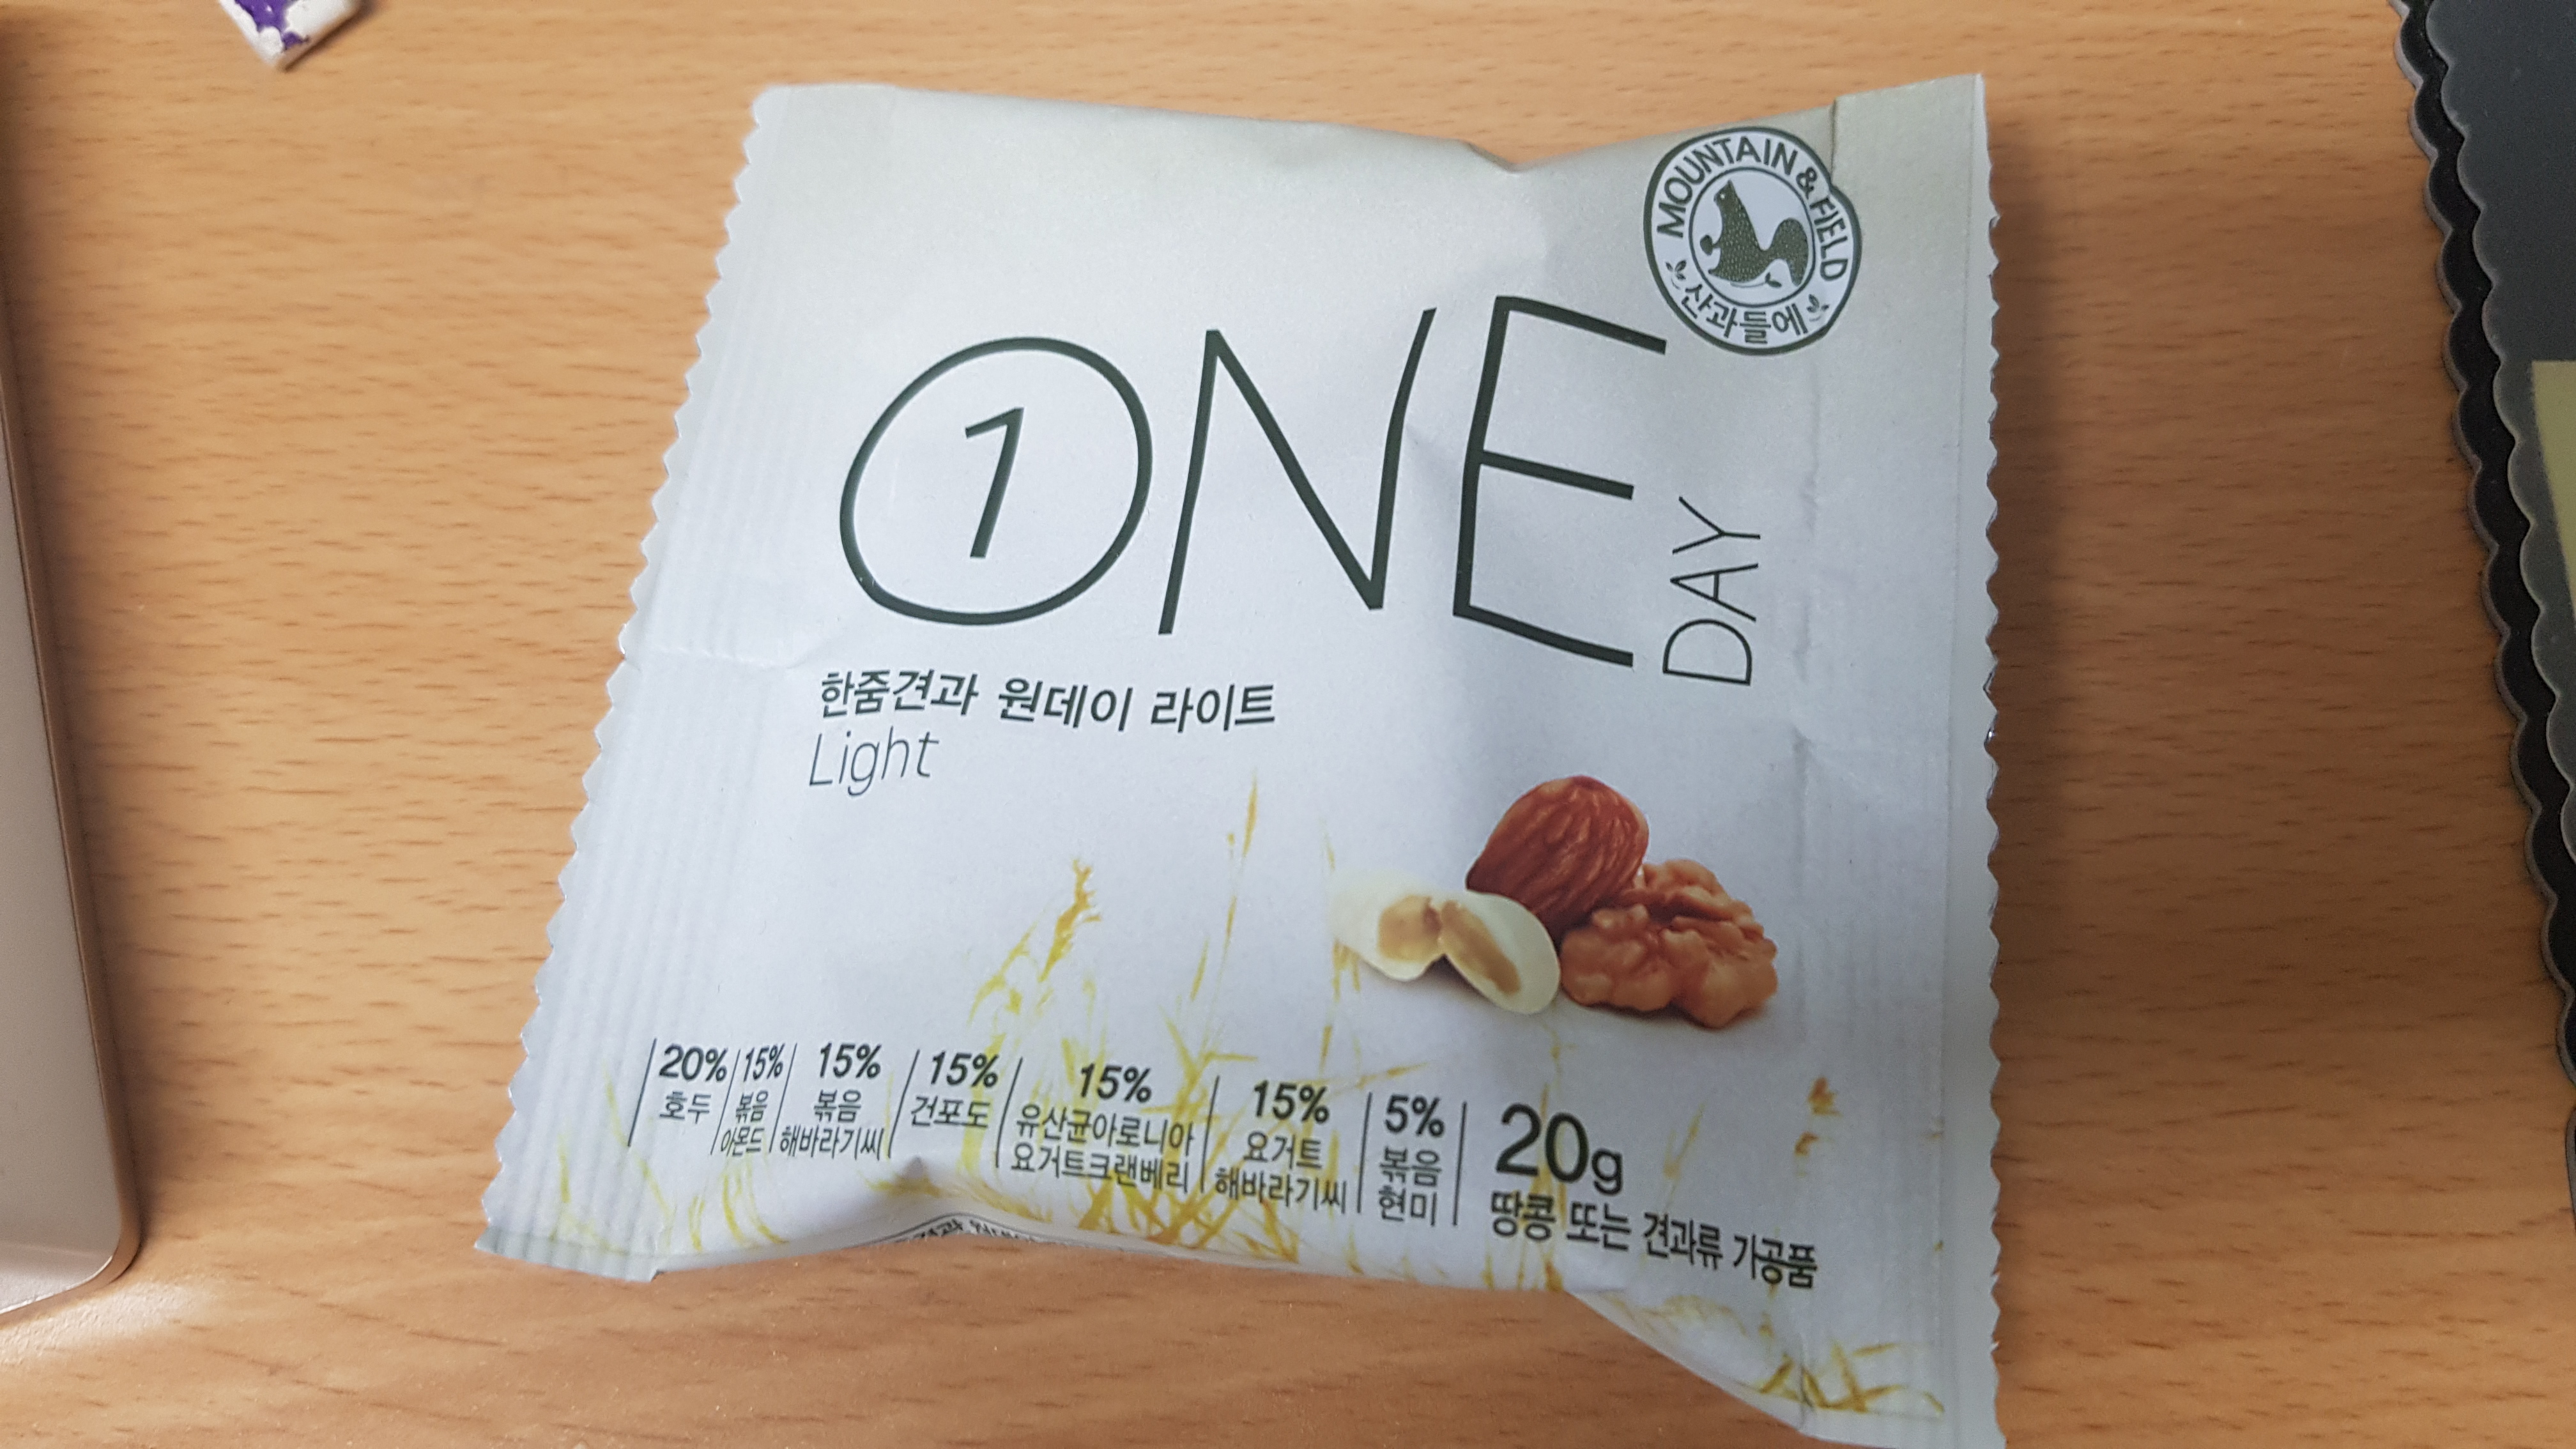 MOUNTAIN & FIELD
산과들에
1
ONE
DAY
한줌견과 원데이 라이트
Light
20% 호두
15% 볶음 아몬드
15% 볶음 해바라기씨
15% 건포도
15% 유산균아로니아 요거트크랜베리
15% 요거트 해바라기씨
5% 볶음 현미
20g
땅콩 또는 견과류 가공품